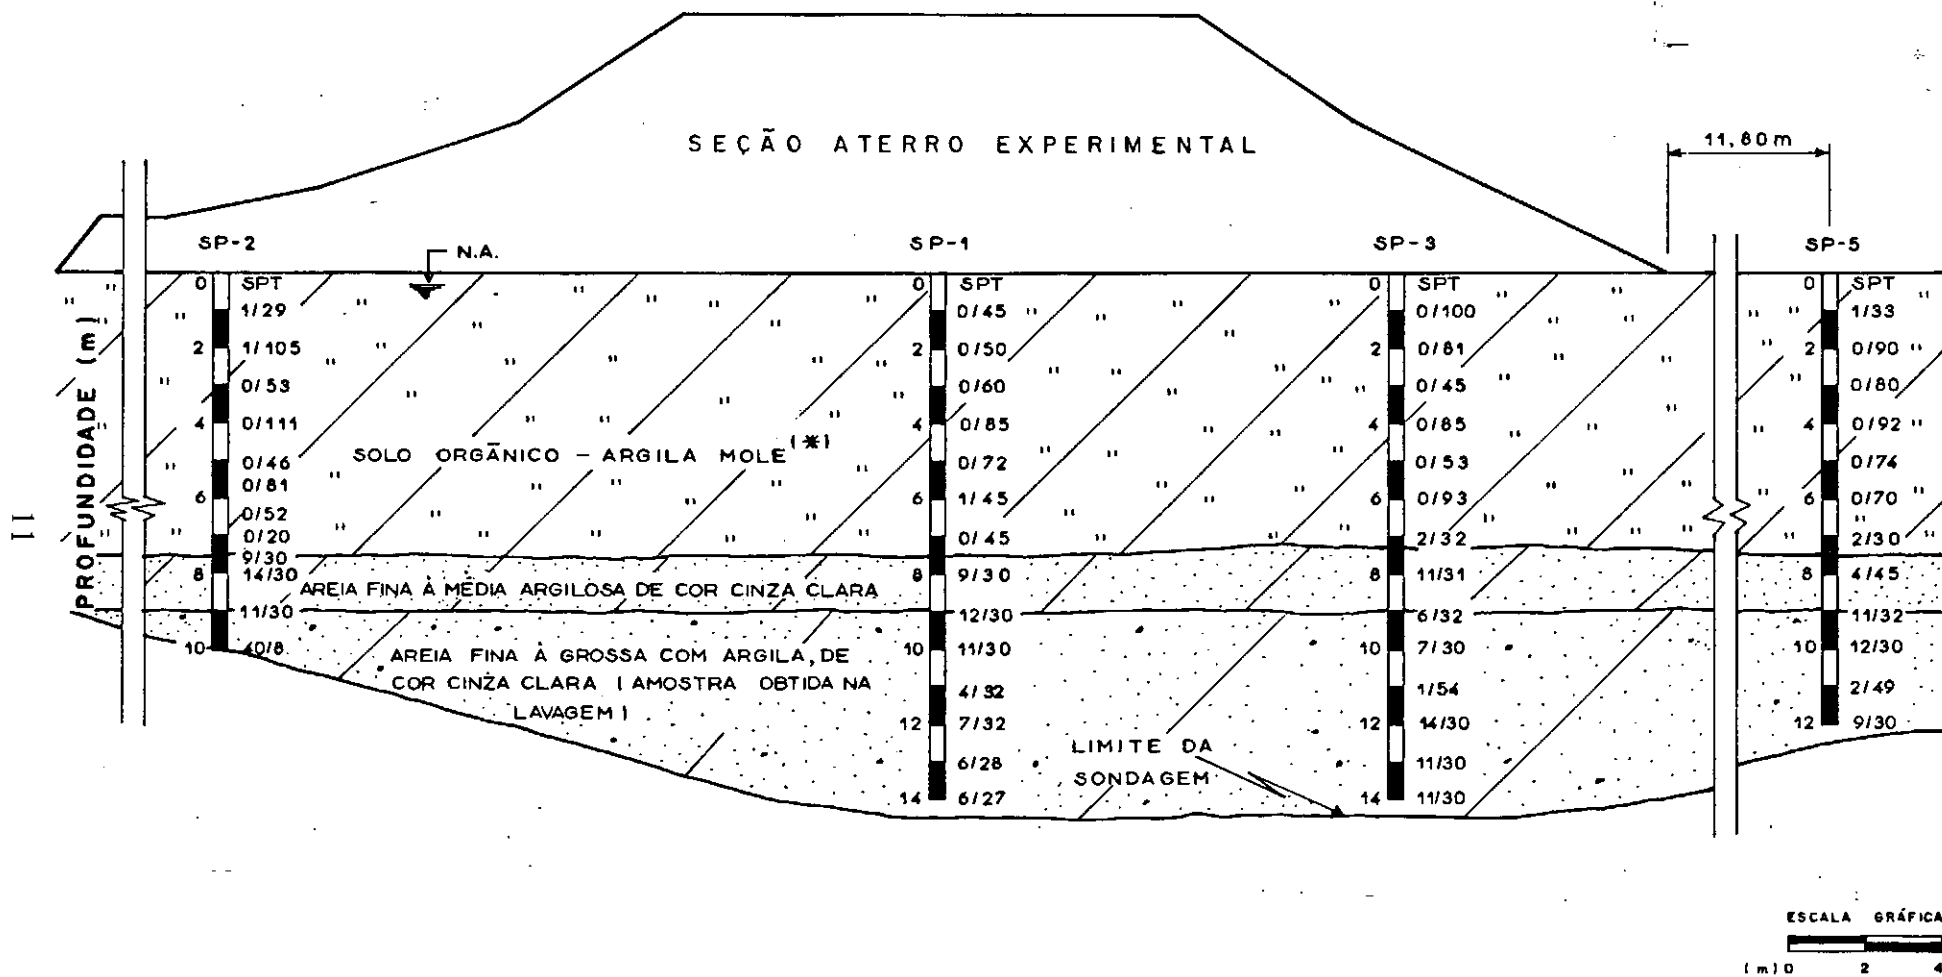 SEÇÃO ATERRO EXPERIMENTAL
11,80m
SP-2
N.A.
SP-1
SP-3
SP-5
PROFUNDIDADE (m)
0 SPT
1/29
2 1/105
0/53
4 0/111
0/46
0/81
6
0/52
0/20
9/30
8 14/30
11/30
10 40/8
0 SPT
0/45
2 0/50
0/60
4 0/85
0/72
6 1/45
0/45
8 9/30
12/30
10 11/30
4/32
12 7/32
6/28
14 6/27
0 SPT
0/100
2 0/81
0/45
4 0/85
0/53
6 0/93
2/32
8 11/31
6/32
10 7/30
1/54
12 14/30
11/30
14 11/30
0 SPT
1/33
2 0/90
0/80
4 0/92
0/74
6 0/70
2/30
8 4/45
11/32
10 12/30
2/49
12 9/30
SOLO ORGÃNICO - ARGILA MOLE (*)
AREIA FINA À MÉDIA ARGILOSA DE COR CINZA CLARA
AREIA FINA À GROSSA COM ARGILA, DE
COR CINZA CLARA (AMOSTRA OBTIDA NA
LAVAGEM)
LIMITE DA
SONDAGEM
11
ESCALA GRÁFICA
(m) 0 2 4